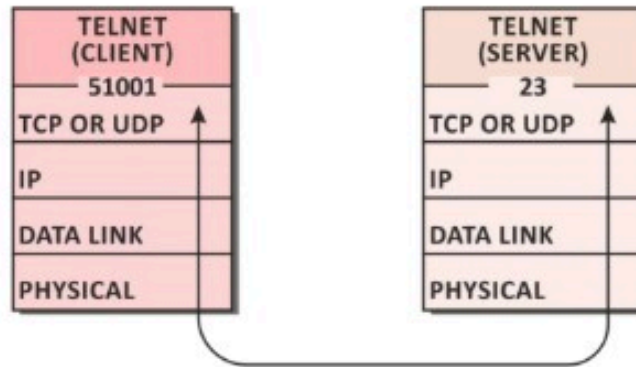 TELNET
(CLIENT)
51001
TCP OR UDP
IP
DATA LINK
PHYSICAL
TELNET
(SERVER)
23
TCP OR UDP
IP
DATA LINK
PHYSICAL